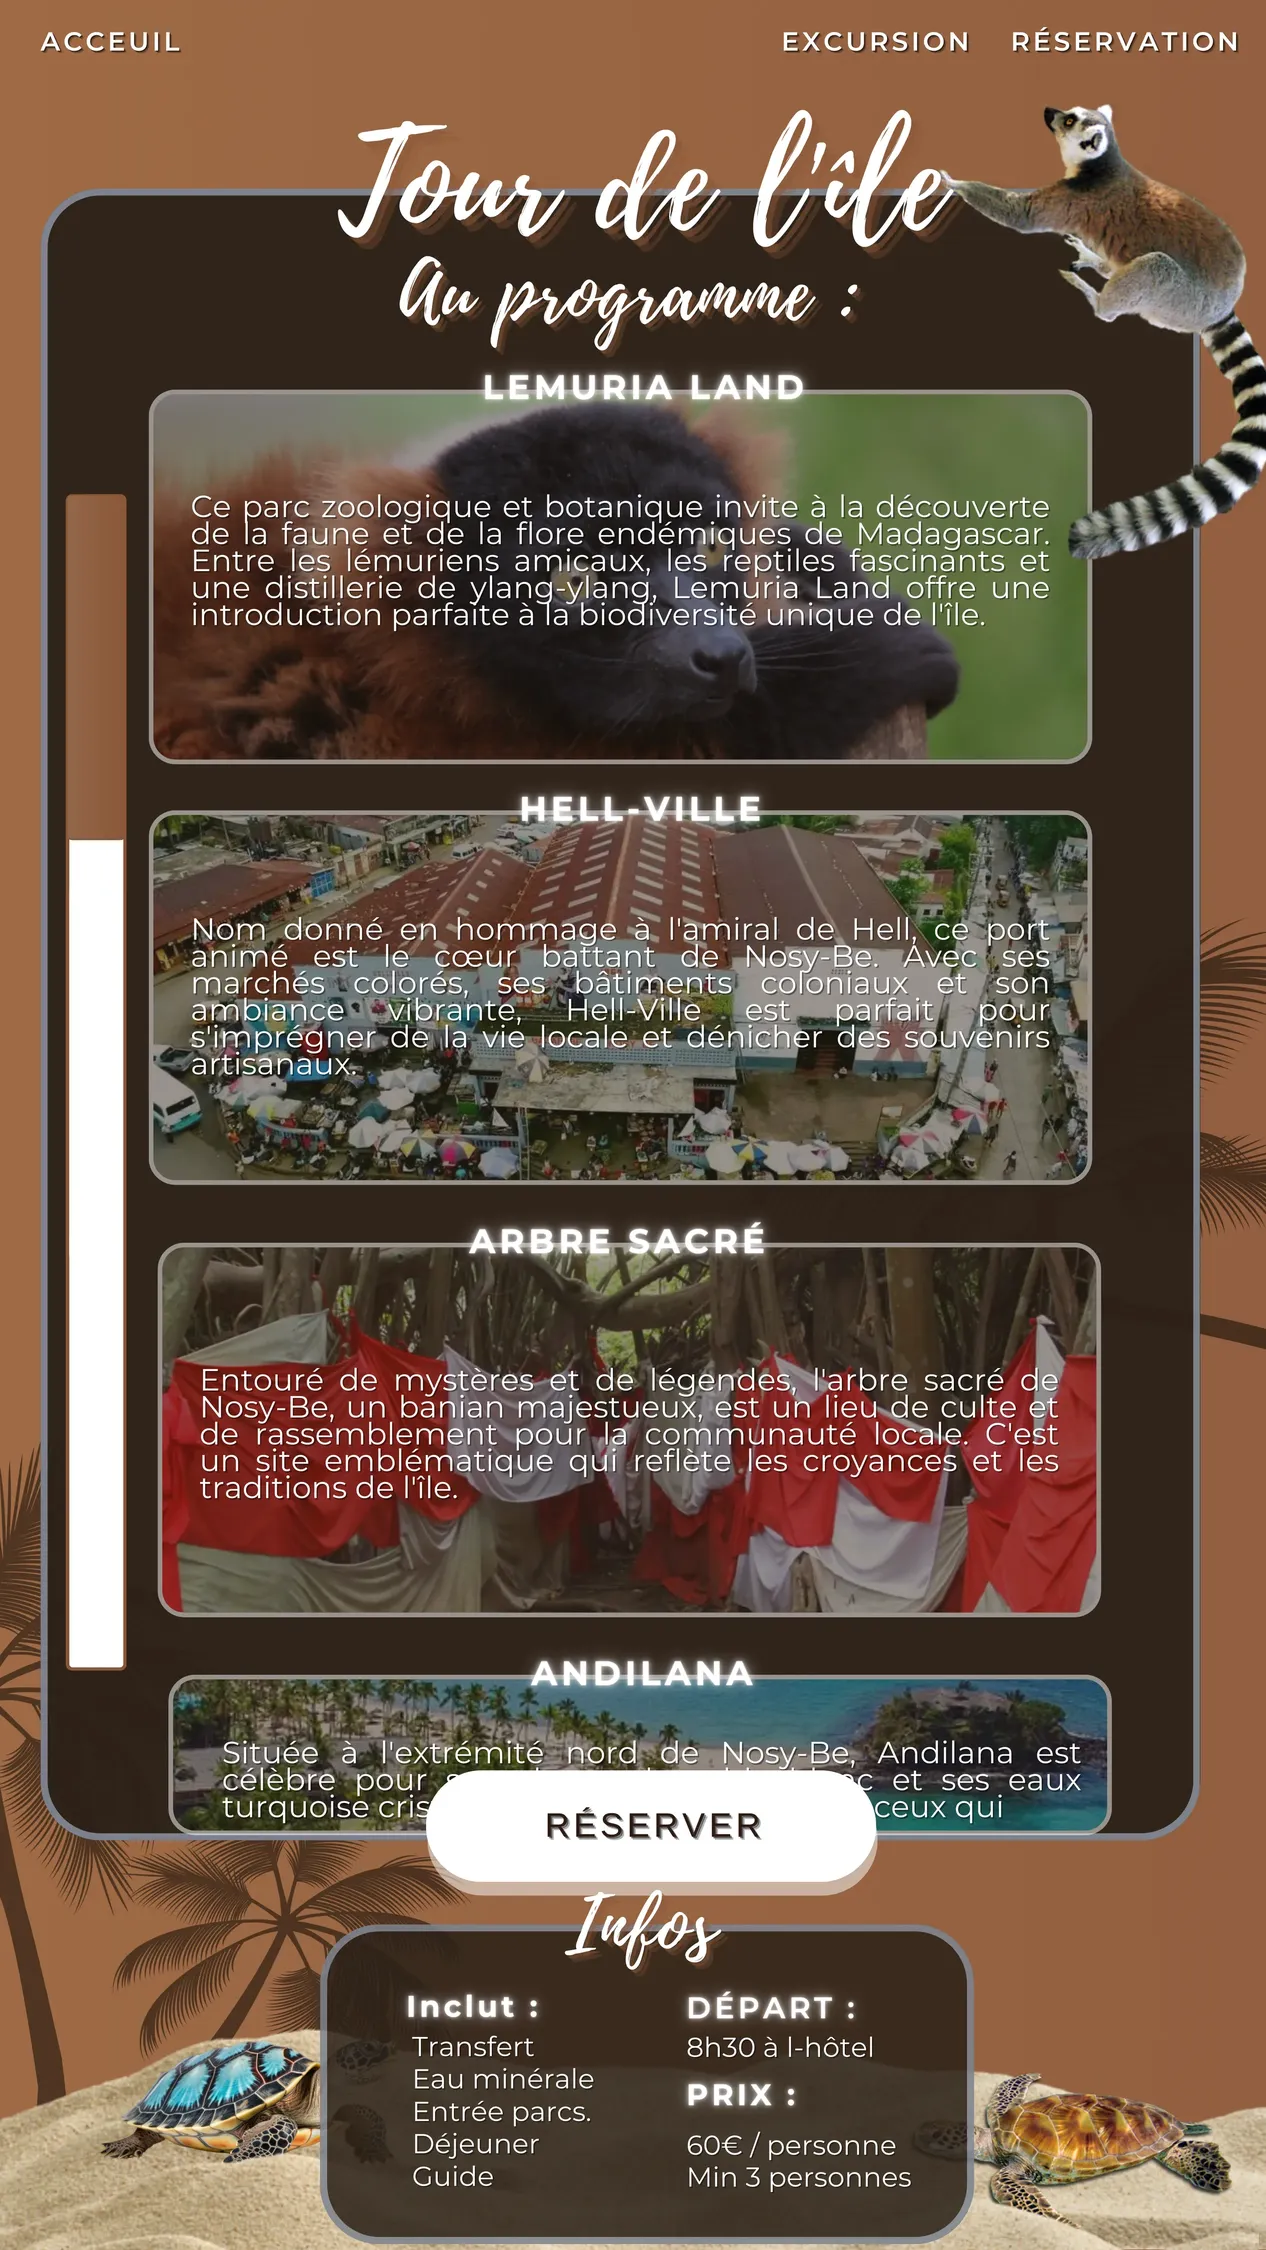 ACCEUIL
EXCURSION
RÉSERVATION
Tour de l'île
Au programme :
LEMURIA LAND
Ce parc zoologique et botanique invite à la découverte
de la faune et de la flore endémiques de Madagascar.
Entre les lémuriens amicaux, les reptiles fascinants et
une distillerie de ylang-ylang, Lemuria Land offre une
introduction parfaite à la biodiversité unique de l'île.
HELL-VILLE
Nom donné en hommage à l'amiral de Hell, ce port
animé est le cœur battant de Nosy-Be. Avec ses
marchés colorés, ses bâtiments coloniaux et son
ambiance vibrante, Hell-Ville est parfait pour
s'imprégner de la vie locale et dénicher des souvenirs
artisanaux.
ARBRE SACRÉ
Entouré de mystères et de légendes, l'arbre sacré de
Nosy-Be, un banian majestueux, est un lieu de culte et
de rassemblement pour la communauté locale. C'est
un site emblématique qui reflète les croyances et les
traditions de l'île.
ANDILANA
Située à l'extrémité nord de Nosy-Be, Andilana est
célèbre pour et ses eaux
turquoise ceux qui
RÉSERVER
Infos
Inclut :
Transfert
Eau minérale
Entrée parcs.
Déjeuner
Guide
DÉPART :
8h30 à l-hôtel
PRIX :
60€ / personne
Min 3 personnes